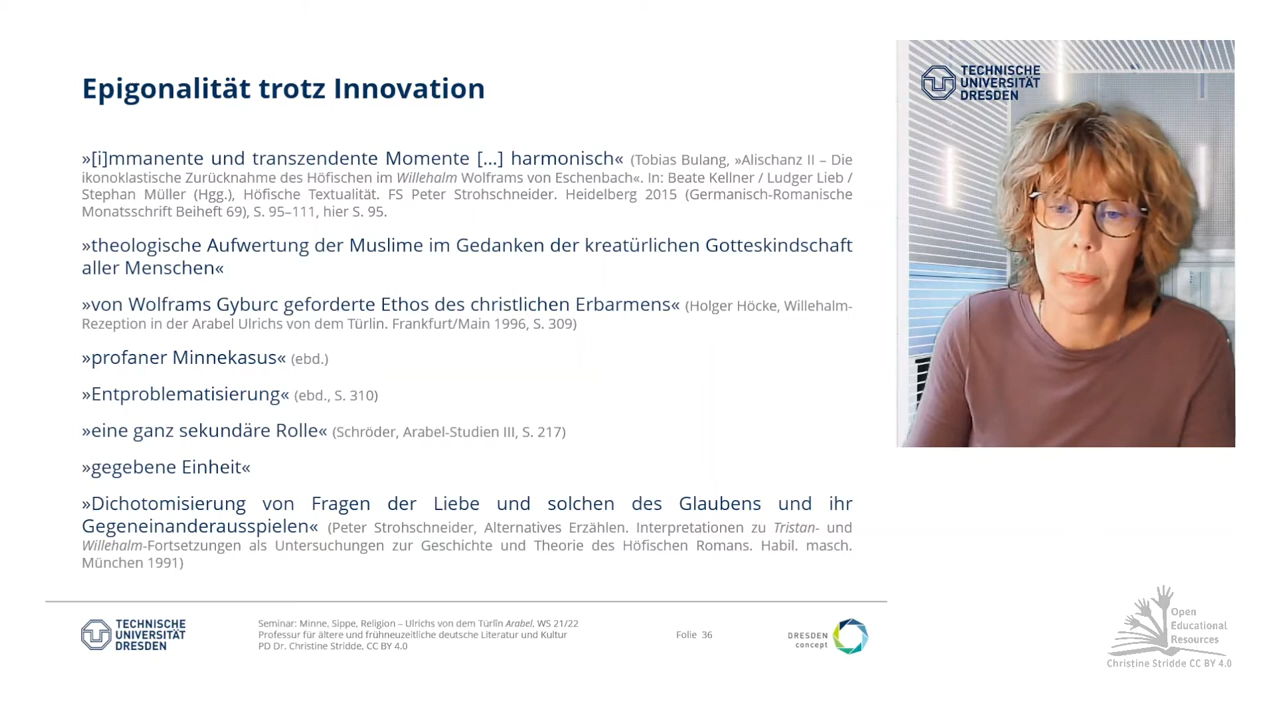 Epigonalität trotz Innovation
»[i]mmanente und transzendente Momente [...] harmonisch« (Tobias Bulang, »Alischanz II – Die
ikonoklastische Zurücknahme des Höfischen im Willehalm Wolframs von Eschenbach«. In: Beate Kellner / Ludger Lieb /
Stephan Müller (Hgg.), Höfische Textualität. FS Peter Strohschneider. Heidelberg 2015 (Germanisch-Romanische
Monatsschrift Beiheft 69), S. 95–111, hier S. 95.
»theologische Aufwertung der Muslime im Gedanken der kreatürlichen Gotteskindschaft
aller Menschen«
»von Wolframs Gyburc geforderte Ethos des christlichen Erbarmens« (Holger Höcke, Willehalm-
Rezeption in der Arabel Ulrichs von dem Türlin. Frankfurt/Main 1996, S. 309)
»profaner Minnekasus« (ebd.)
»Entproblematisierung« (ebd., S. 310)
»eine ganz sekundäre Rolle« (Schröder, Arabel-Studien III, S. 217)
»gegebene Einheit«
»Dichotomisierung von Fragen der Liebe und solchen des Glaubens und ihr
Gegeneinanderausspielen« (Peter Strohschneider, Alternatives Erzählen. Interpretationen zu Tristan- und
Willehalm-Fortsetzungen als Untersuchungen zur Geschichte und Theorie des Höfischen Romans. Habil. masch.
München 1991)
TECHNISCHE
UNIVERSITÄT
DRESDEN
Seminar: Minne, Sippe, Religion – Ulrichs von dem Türlîn Arabel, WS 21/22
Professur für ältere und frühneuzeitliche deutsche Literatur und Kultur
PD Dr. Christine Stridde, CC BY 4.0
Folie 36
DRESDEN
concept
TECHNISCHE
UNIVERSITÄT
DRESDEN
Open
Educational
Resources
Christine Stridde CC BY 4.0